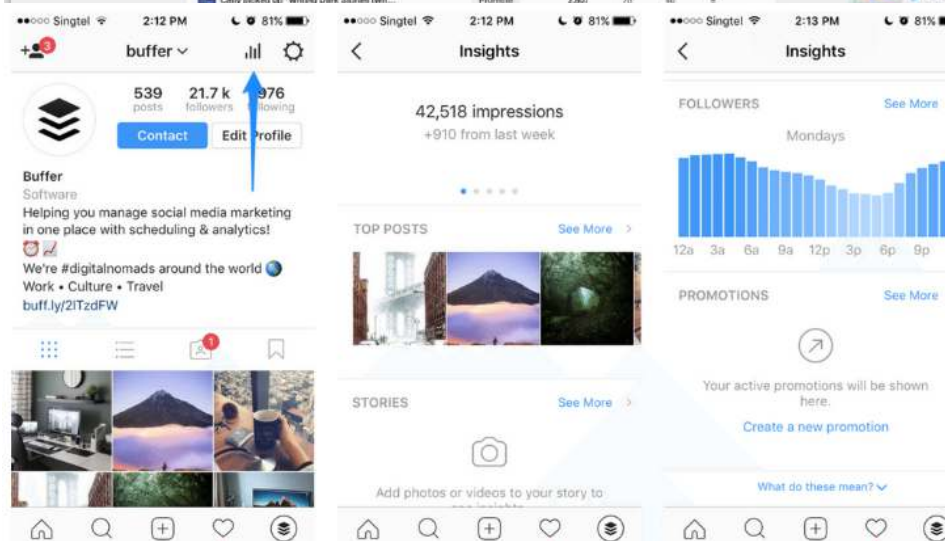 Singtel 2:12 PM 81%
3
buffer
539 21.7 k 976
posts followers following
Contact Edit Profile
Buffer
Software
Helping you manage social media marketing
in one place with scheduling & analytics!
We're #digitalnomads around the world
Work • Culture • Travel
buff.ly/2lTzdFW
1
Singtel 2:12 PM 81%
Insights
42,518 impressions
+910 from last week
TOP POSTS See More
STORIES See More
Add photos or videos to your story to
Singtel 2:13 PM 81%
Insights
FOLLOWERS See More
Mondays
12a 3a 6a 9a 12p 3p 6p 9p
PROMOTIONS See More
Your active promotions will be shown
here.
Create a new promotion
What do these mean?